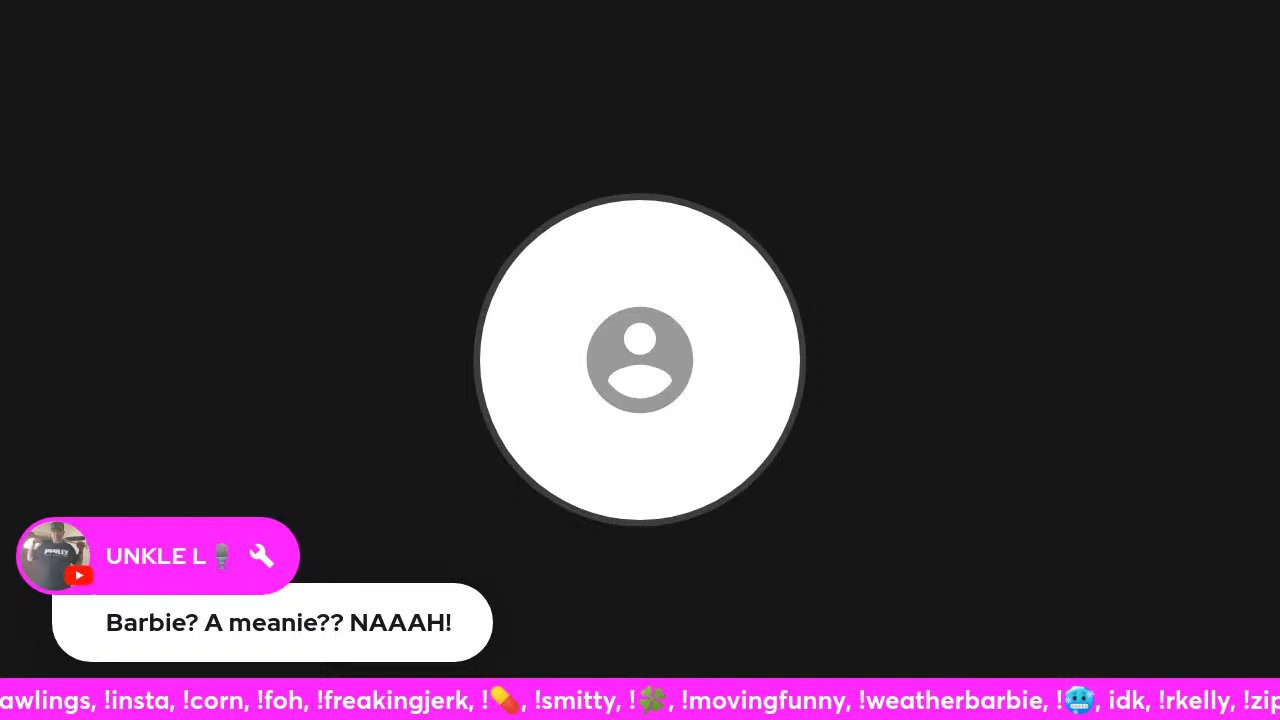 UNKLE L🎙️
Barbie? A meanie?? NAAAH!
awlings, !insta, !corn, !foh, !freakingjerk, !💊, !smitty, !🍀, !movingfunny, !weatherbarbie, !🥶, idk, !rkelly, !zip